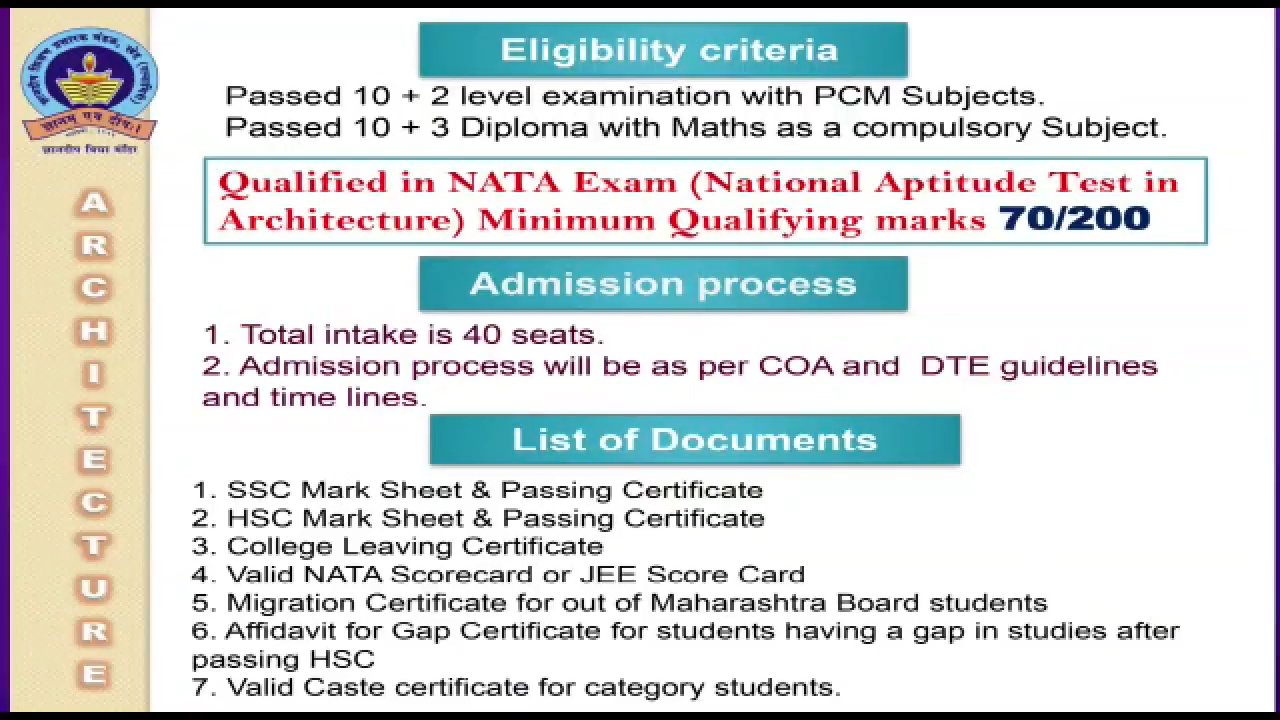 Eligibility criteria
Passed 10 + 2 level examination with PCM Subjects.
Passed 10 + 3 Diploma with Maths as a compulsory Subject.
Qualified in NATA Exam (National Aptitude Test in
Architecture) Minimum Qualifying marks 70/200
Admission process
1. Total intake is 40 seats.
2. Admission process will be as per COA and DTE guidelines
and time lines.
List of Documents
1. SSC Mark Sheet & Passing Certificate
2. HSC Mark Sheet & Passing Certificate
3. College Leaving Certificate
4. Valid NATA Scorecard or JEE Score Card
5. Migration Certificate for out of Maharashtra Board students
6. Affidavit for Gap Certificate for students having a gap in studies after
passing HSC
7. Valid Caste certificate for category students.
ज्ञानम् एव दीपः।
ज्ञानदीप विद्या मंदिर
ARCHITECTURE